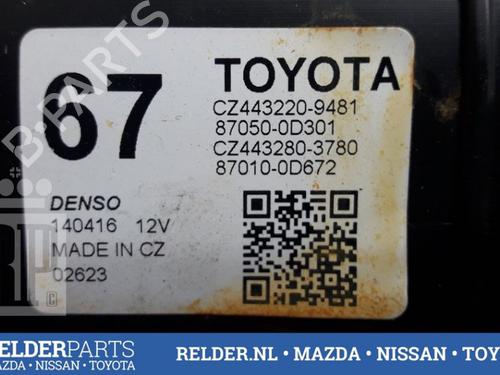 67
TOYOTA
CZ443220-9481
87050-0D301
CZ443280-3780
87010-0D672
DENSO
140416 12V
MADE IN CZ
02623
B-PARTS
RELDERPARTS
MAZDA • NISSAN • TOYOTA
RELDER.NL • MAZDA • NISSAN • TOY